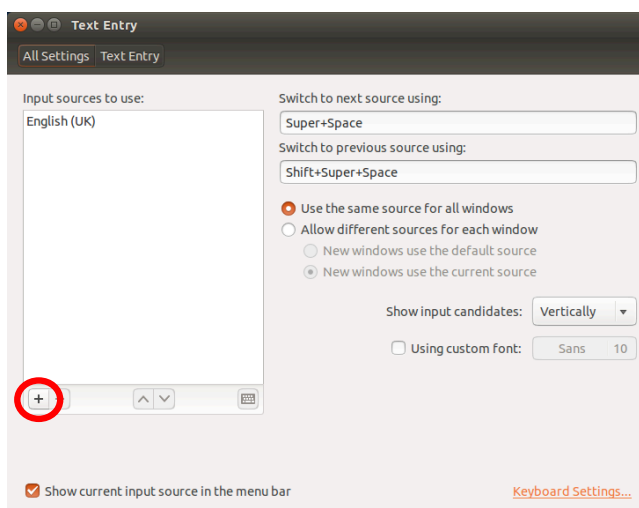 Text Entry
All Settings Text Entry
Input sources to use:
English (UK)
Switch to next source using:
Super+Space
Switch to previous source using:
Shift+Super+Space
Use the same source for all windows
Allow different sources for each window
New windows use the default source
New windows use the current source
Show input candidates: Vertically
Using custom font: Sans 10
Show current input source in the menu bar
Keyboard Settings...